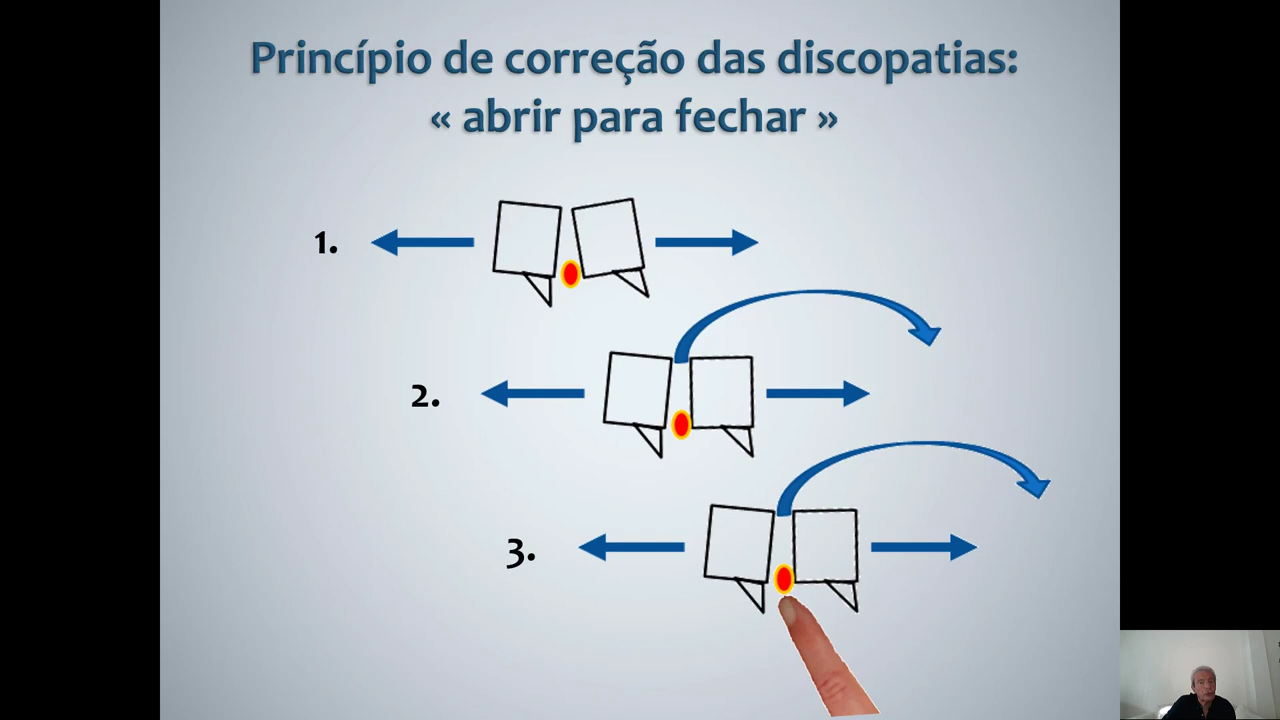 Princípio de correção das discopatias:
« abrir para fechar »
1.
2.
3.